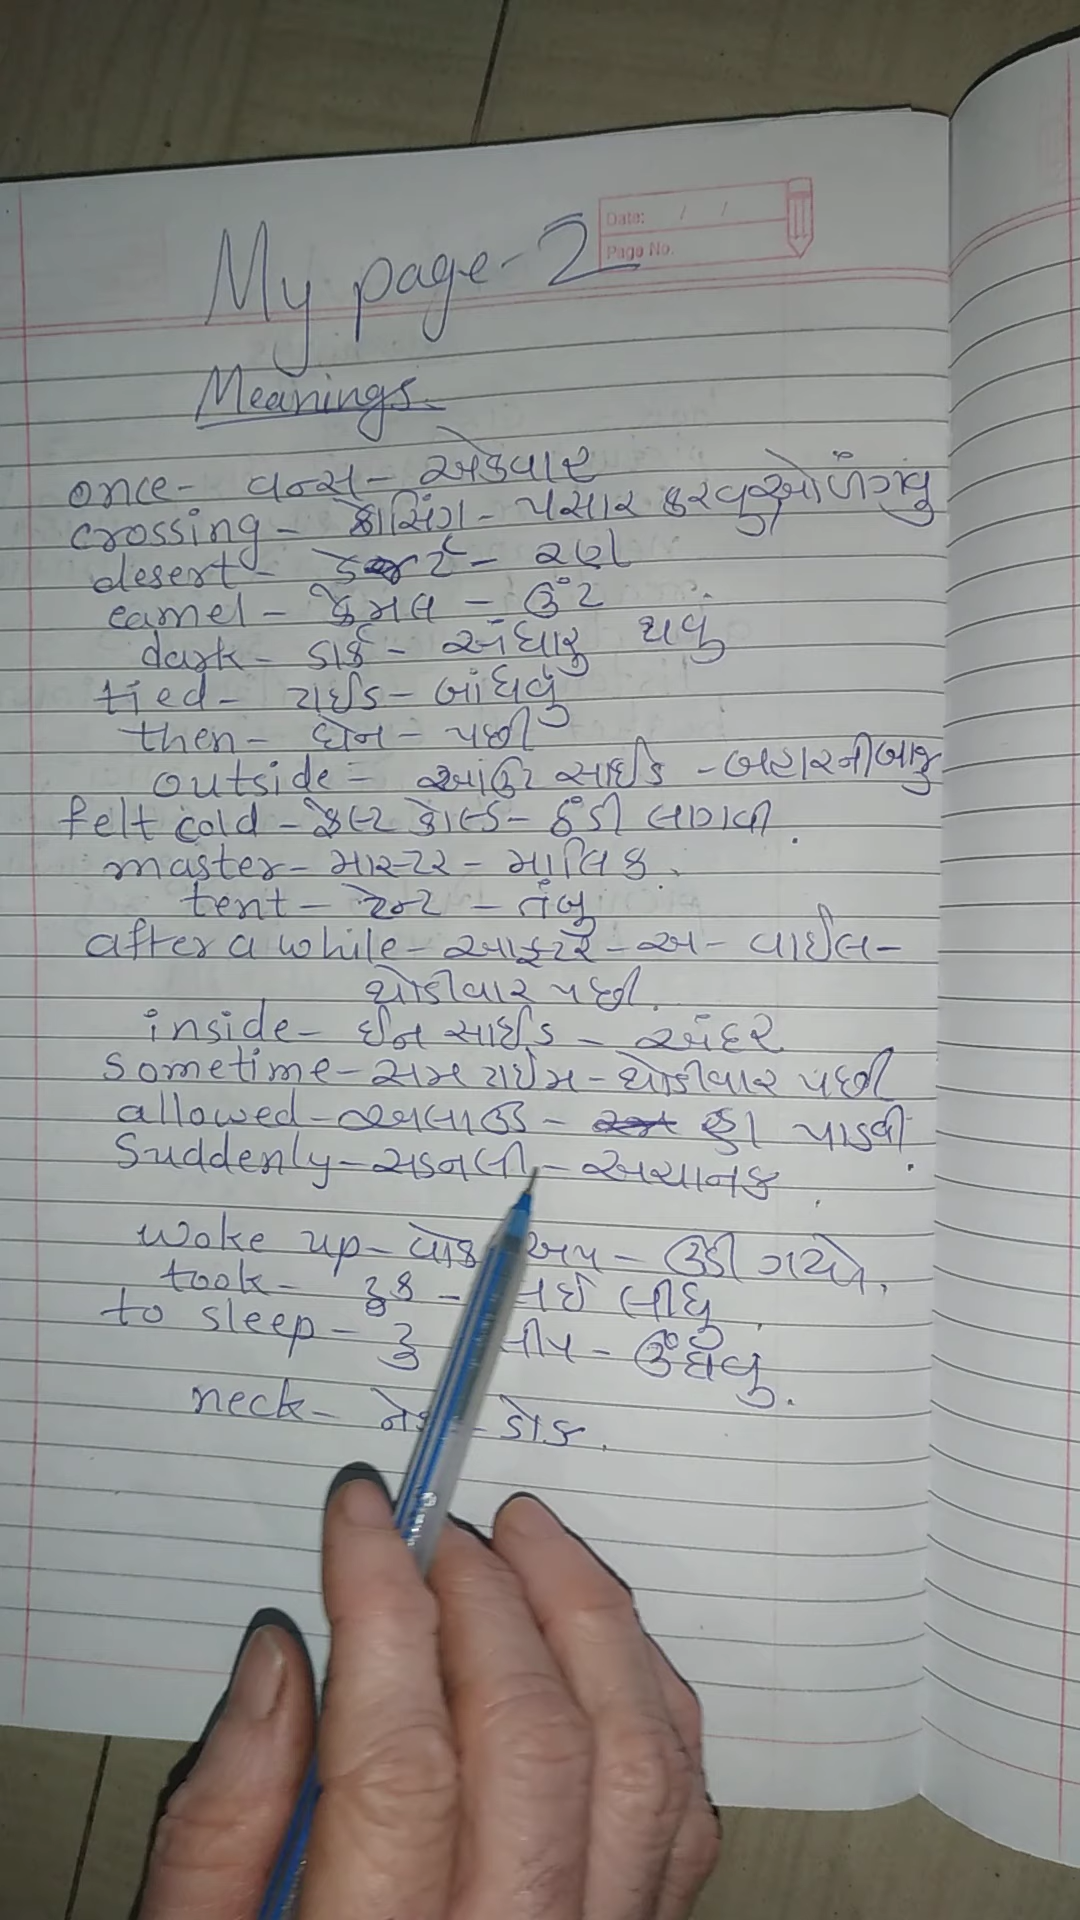 Date: / /
Page No.
My page-2
Meanings
once- વન્સ- એકવાર
crossing- ક્રોસિંગ- પસાર કરવુ ઓળંગવુ
desert- ડેઝર્ટ- રણ
camel- કેમલ - ઉંટ
dark- ડાર્ક- અંધારુ થવુ
tied- ટાઈડ- બાંધવું
then- ધેન- પછી
outside- આઉટ સાઈડ -બહારની બાજુ
felt cold- ફેલ્ટ કોલ્ડ- ઠંડી લાગવી.
master- માસ્ટર- માલિક.
tent- ટેન્ટ - તંબુ
after a while- આફ્ટર-અ- વાઈલ-
થોડીવાર પછી.
inside- ઈન સાઈડ - અંદર
sometime- સમ ટાઈમ- થોડીવાર પછી
allowed- અલાઉ - હા પાડવી.
Suddenly- સડનલી- અચાનક.
woke up- વોક અપ- ઉઠી ગયો.
took- ટુક - લઈ લીધુ.
to sleep- ટુ લીપ- ઊંઘવુ.
neck- ડોક.